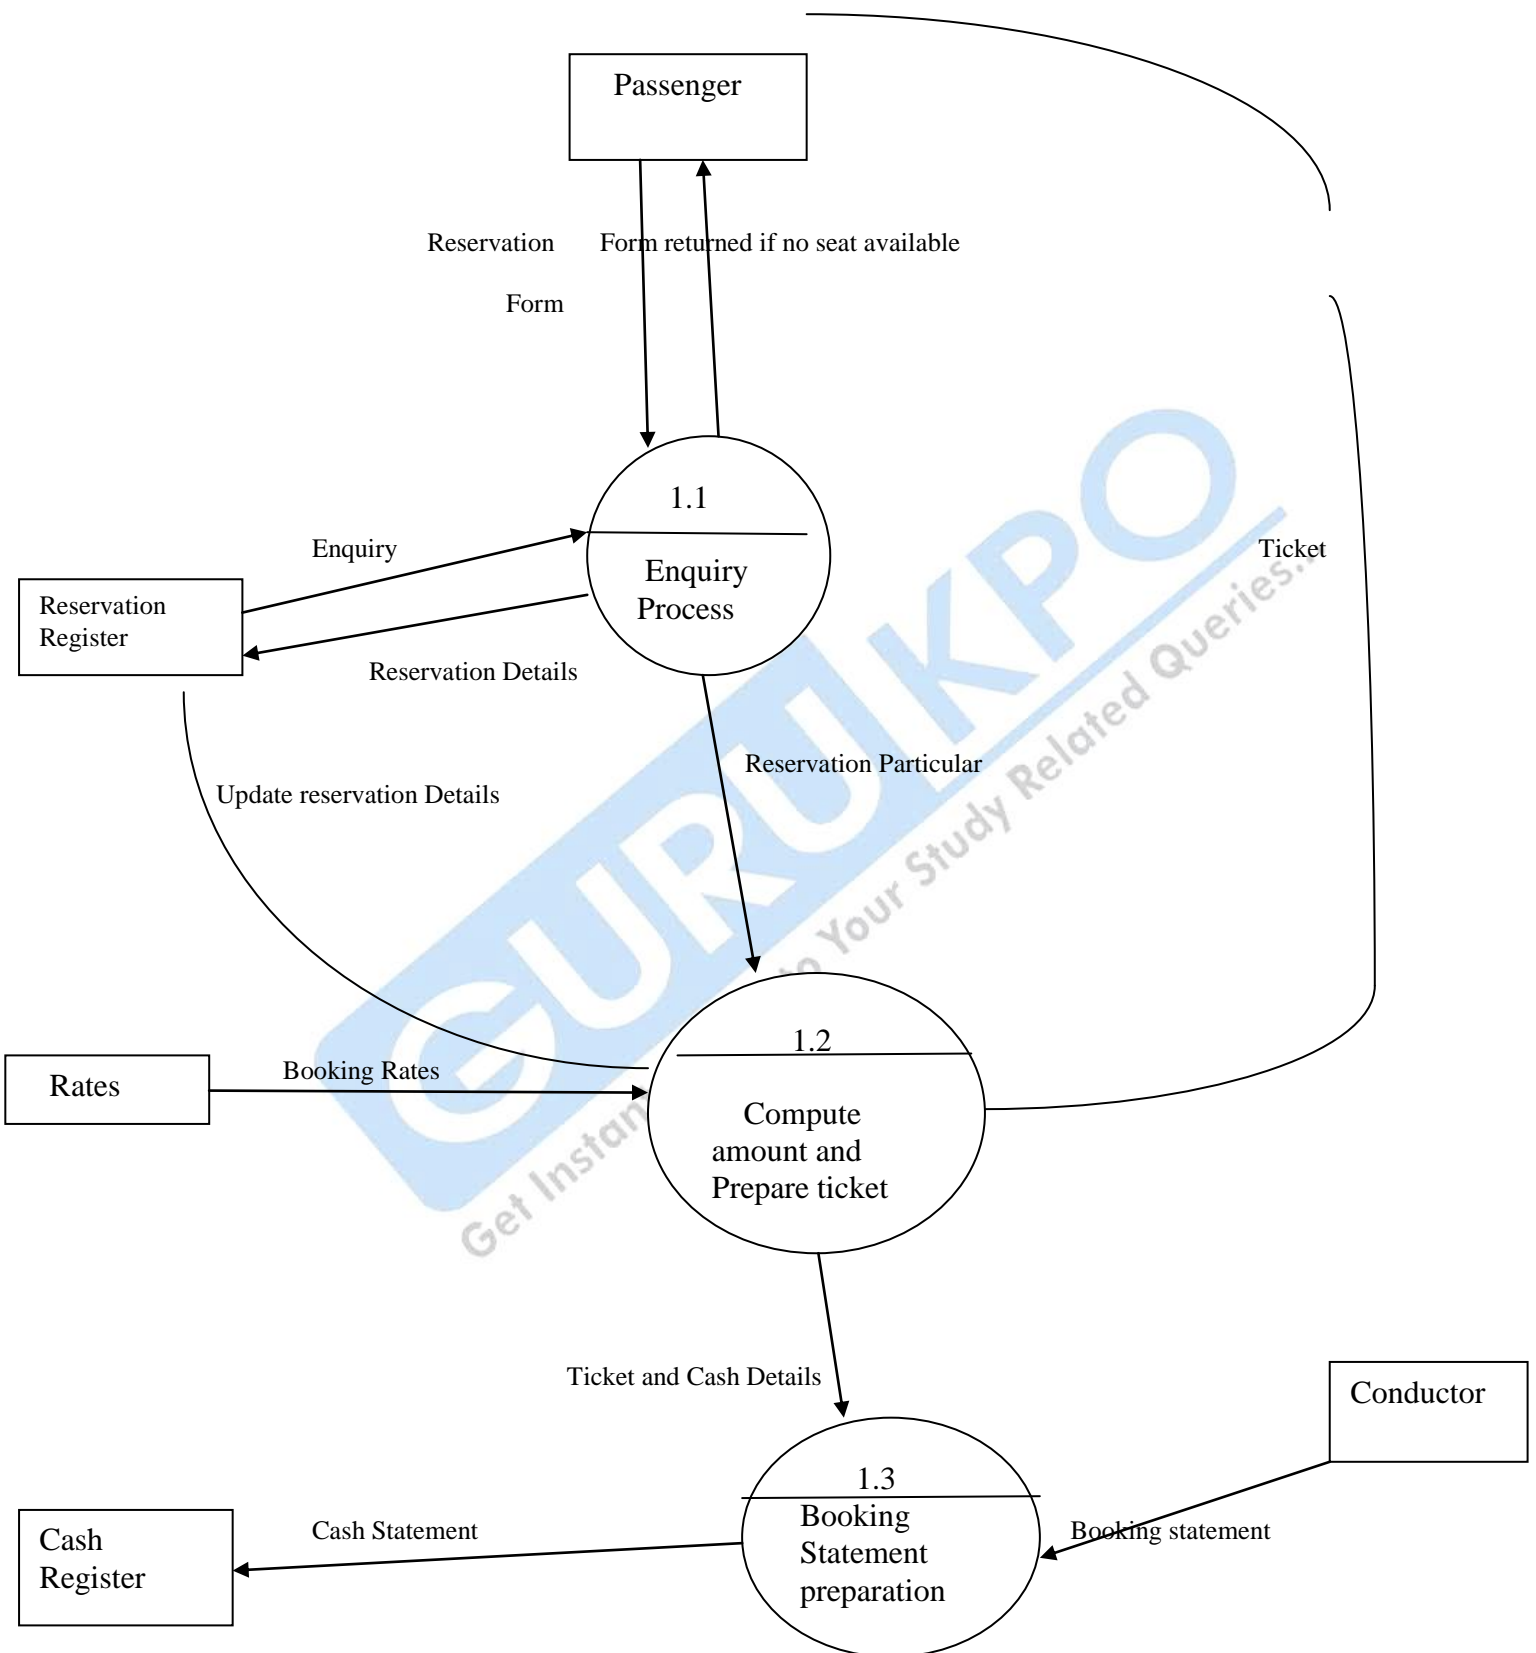 Passenger
Reservation
Form returned if no seat available
Form
1.1
Enquiry
Process
Enquiry
Ticket
Reservation
Register
Reservation Details
Reservation Particular
Update reservation Details
1.2
Compute
amount and
Prepare ticket
Rates
Booking Rates
Ticket and Cash Details
Conductor
1.3
Booking
Statement
preparation
Cash
Register
Cash Statement
Booking statement
GURUKPO
Get Instan to Your Study Related Queries..